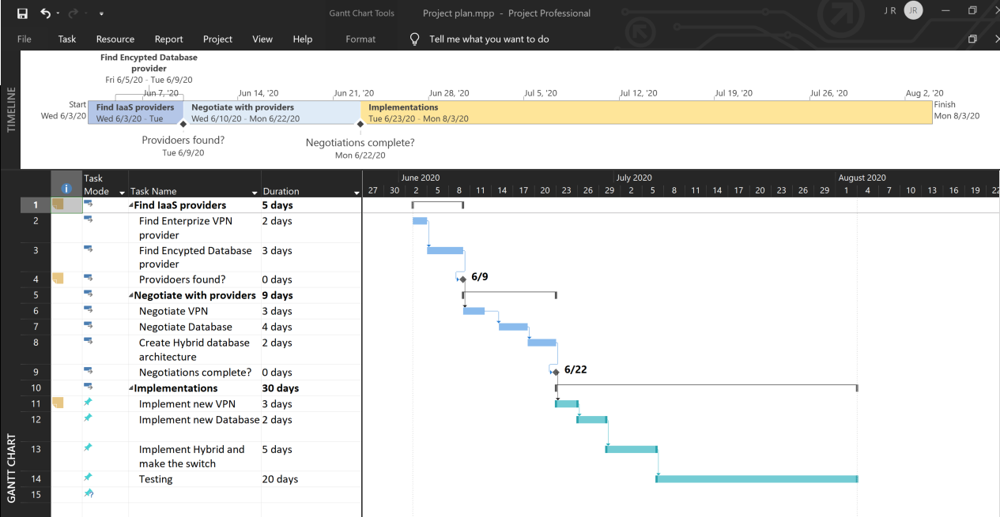 Gantt Chart Tools
Project plan.mpp - Project Professional
J R
JR
File Task Resource Report Project View Help Format Tell me what you want to do
TIMELINE
Find Encypted Database
provider
Fri 6/5/20 - Tue 6/9/20
Jun 7, '20 Jun 14, '20 Jun 21, '20 Jun 28, '20 Jul 5, '20 Jul 12, '20 Jul 19, '20 Jul 26, '20 Aug 2, '20
Start
Wed 6/3/20
Find IaaS providers
Wed 6/3/20 - Tue
Negotiate with providers
Wed 6/10/20 - Mon 6/22/20
Implementations
Tue 6/23/20 - Mon 8/3/20
Finish
Mon 8/3/20
Providoers found?
Tue 6/9/20
Negotiations complete?
Mon 6/22/20
GANTT CHART
Task
Mode Task Name Duration
June 2020 July 2020 August 2020
27 30 2 5 8 11 14 17 20 23 26 29 2 5 8 11 14 17 20 23 26 29 1 4 7 10 13 16 19 22
1 Find IaaS providers 5 days
2 Find Enterprize VPN 2 days
provider
3 Find Encypted Database 3 days
provider
4 Providoers found? 0 days 6/9
5 Negotiate with providers 9 days
6 Negotiate VPN 3 days
7 Negotiate Database 4 days
8 Create Hybrid database 2 days
architecture
9 Negotiations complete? 0 days 6/22
10 Implementations 30 days
11 Implement new VPN 3 days
12 Implement new Database 2 days
13 Implement Hybrid and 5 days
make the switch
14 Testing 20 days
15